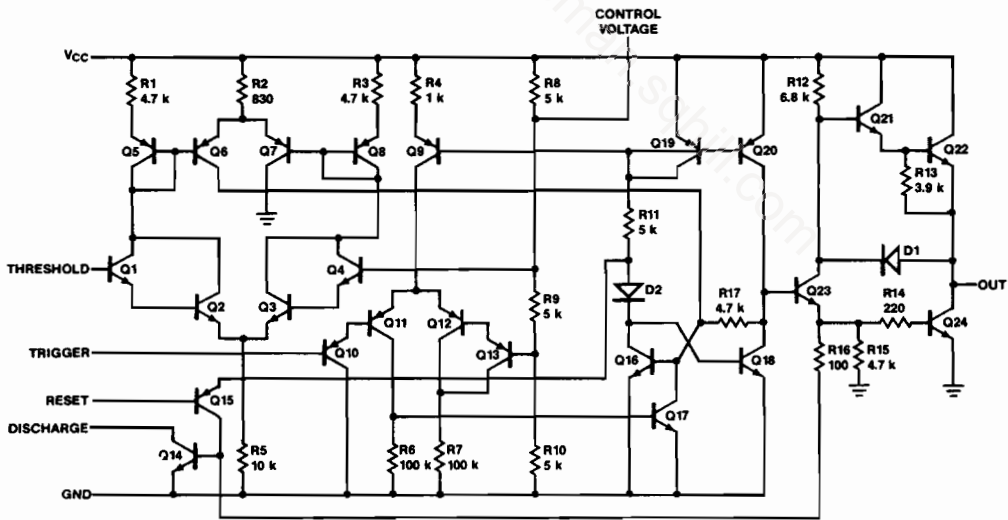 CONTROL
VOLTAGE
VCC
R1
4.7 k
R2
830
R3
4.7 k
R4
1 k
R8
5 k
R12
6.8 k
Q21
Q5
Q6
Q7
Q8
Q9
Q19
Q20
Q22
R13
3.9 k
R11
5 k
THRESHOLD
Q1
Q2
Q3
Q4
D1
OUT
D2
R17
4.7 k
Q23
R14
220
Q24
R9
5 k
Q11
Q12
Q13
Q10
TRIGGER
Q16
Q18
R16
100
R15
4.7 k
Q15
RESET
Q17
DISCHARGE
Q14
R5
10 k
R6
100 k
R7
100 k
R10
5 k
GND